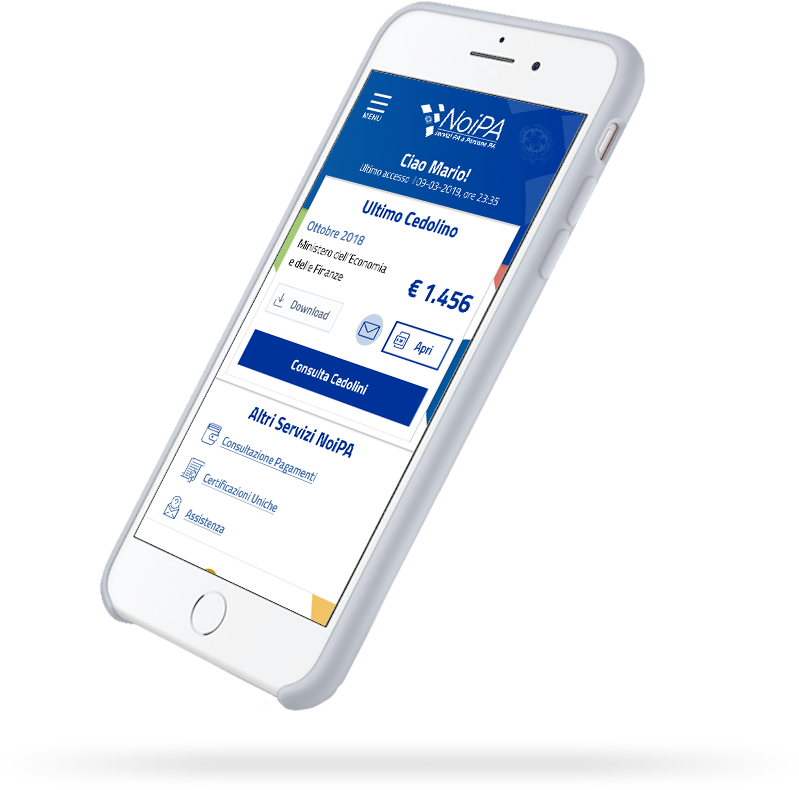 MENU
NoiPA
servizi PA a Persone PA
Ciao Mario!
Ultimo accesso | 09-03-2019, ore 23:35
Ultimo Cedolino
Ottobre 2018
Ministero dell'Economia
e delle Finanze
€ 1.456
Download
Apri
Consulta Cedolini
Altri Servizi NoiPA
Consultazione Pagamenti
Certificazioni Uniche
Assistenza